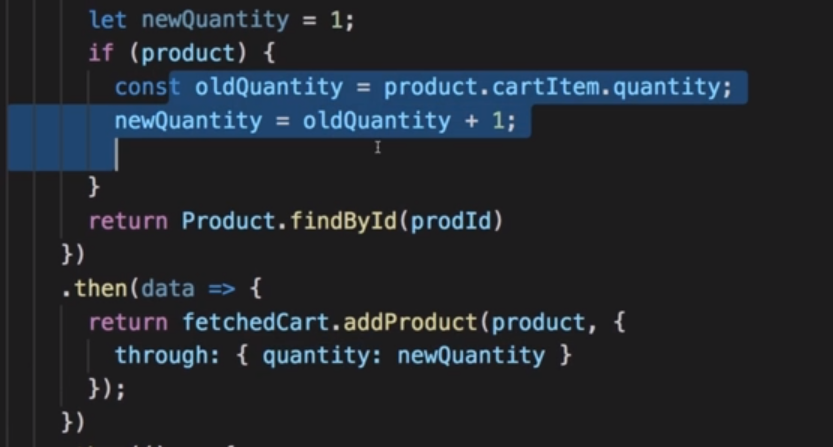 let newQuantity = 1;
if (product) {
const oldQuantity = product.cartItem.quantity;
newQuantity = oldQuantity + 1;
}
return Product.findById(prodId)
})
.then(data => {
return fetchedCart.addProduct(product, {
through: { quantity: newQuantity }
});
})